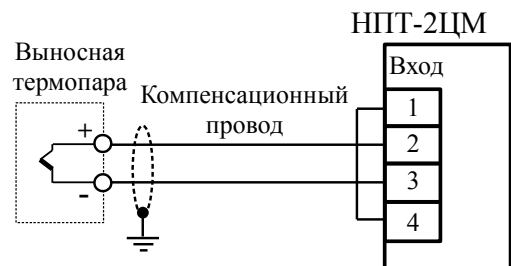 НПТ-2ЦМ
Выносная
термопара
Компенсационный
провод
Вход
+
-
1
2
3
4